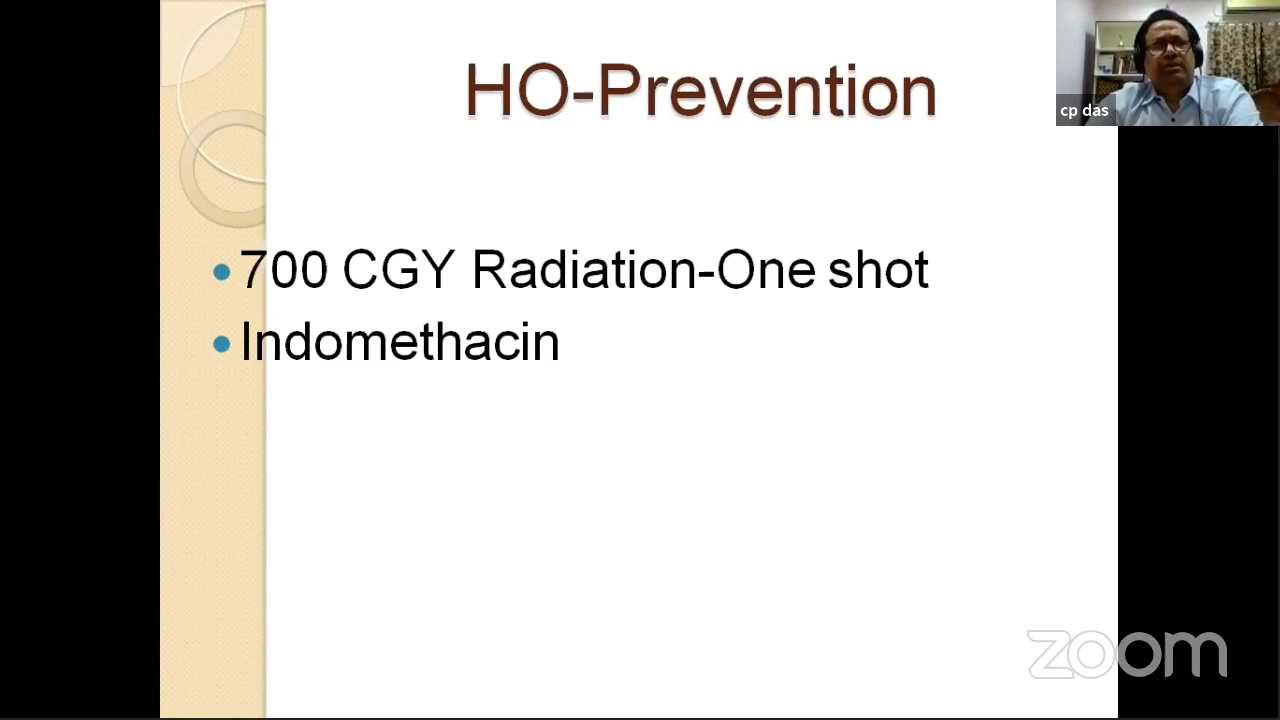 HO-Prevention
cp das
700 CGY Radiation-One shot
Indomethacin
zoom